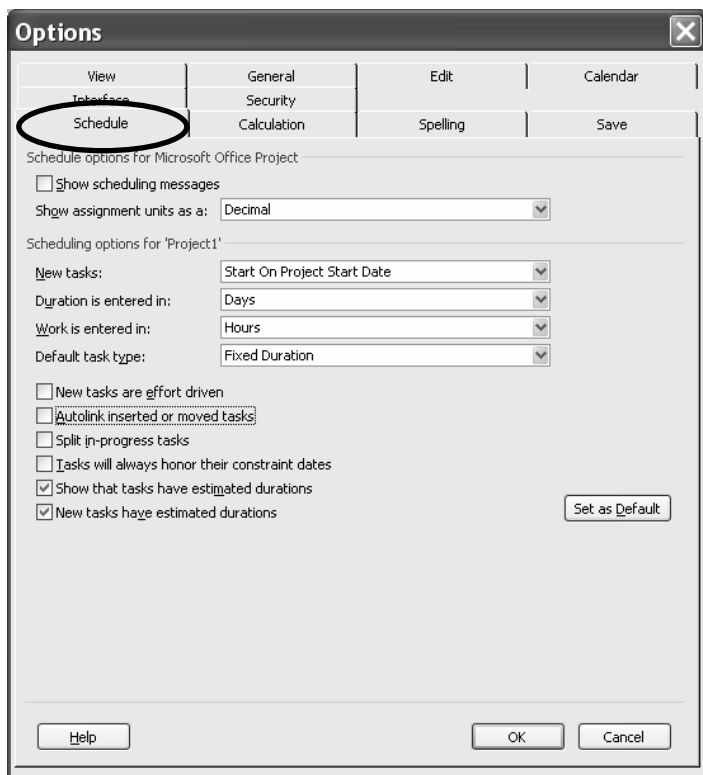 Options
View General Edit Calendar
Interface Security
Schedule Calculation Spelling Save
Schedule options for Microsoft Office Project
Show scheduling messages
Show assignment units as a: Decimal
Scheduling options for 'Project1'
New tasks: Start On Project Start Date
Duration is entered in: Days
Work is entered in: Hours
Default task type: Fixed Duration
New tasks are effort driven
Autolink inserted or moved tasks
Split in-progress tasks
Tasks will always honor their constraint dates
Show that tasks have estimated durations
New tasks have estimated durations
Set as Default
Help OK Cancel